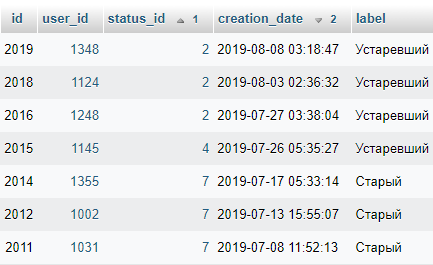 id user_id status_id 1 creation_date 2 label
2019 1348 2 2019-08-08 03:18:47 Устаревший
2018 1124 2 2019-08-03 02:36:32 Устаревший
2016 1248 2 2019-07-27 03:38:04 Устаревший
2015 1145 4 2019-07-26 05:35:27 Устаревший
2014 1355 7 2019-07-17 05:33:14 Старый
2012 1002 7 2019-07-13 15:55:07 Старый
2011 1031 7 2019-07-08 11:52:13 Старый